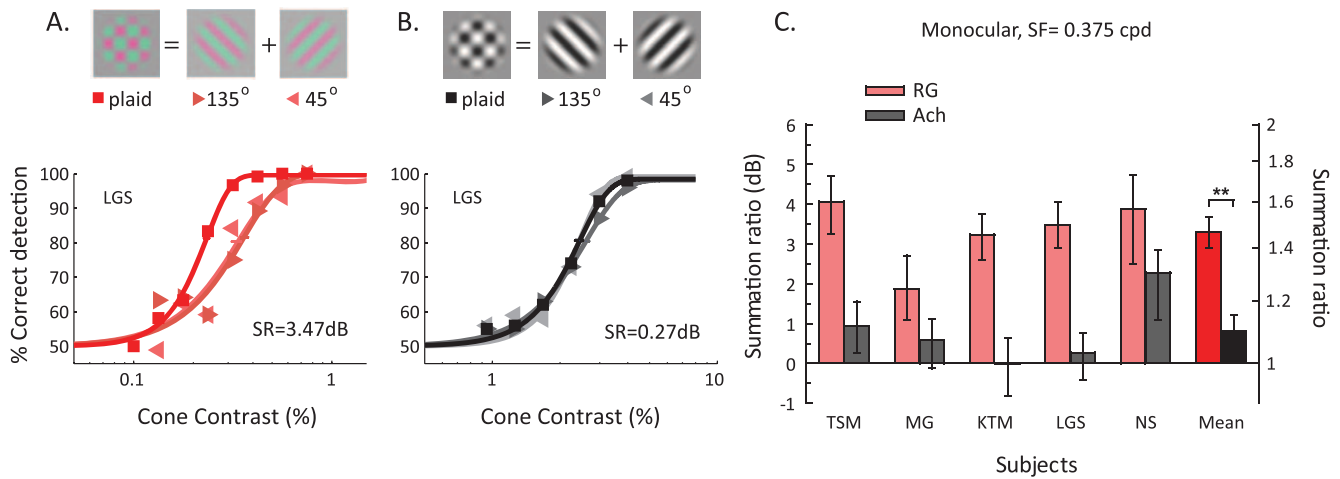 A.
= +
plaid 135° 45°
% Correct detection
100
90
80
70
60
50
LGS
SR=3.47dB
0.1 1
Cone Contrast (%)
B.
= +
plaid 135° 45°
100
90
80
70
60
50
LGS
SR=0.27dB
1 10
Cone Contrast (%)
C.
Monocular, SF= 0.375 cpd
RG
Ach
Summation ratio (dB)
6
5
4
3
2
1
0
-1
**
2
1.8
1.6
1.4
1.2
1
Summation ratio
TSM MG KTM LGS NS Mean
Subjects